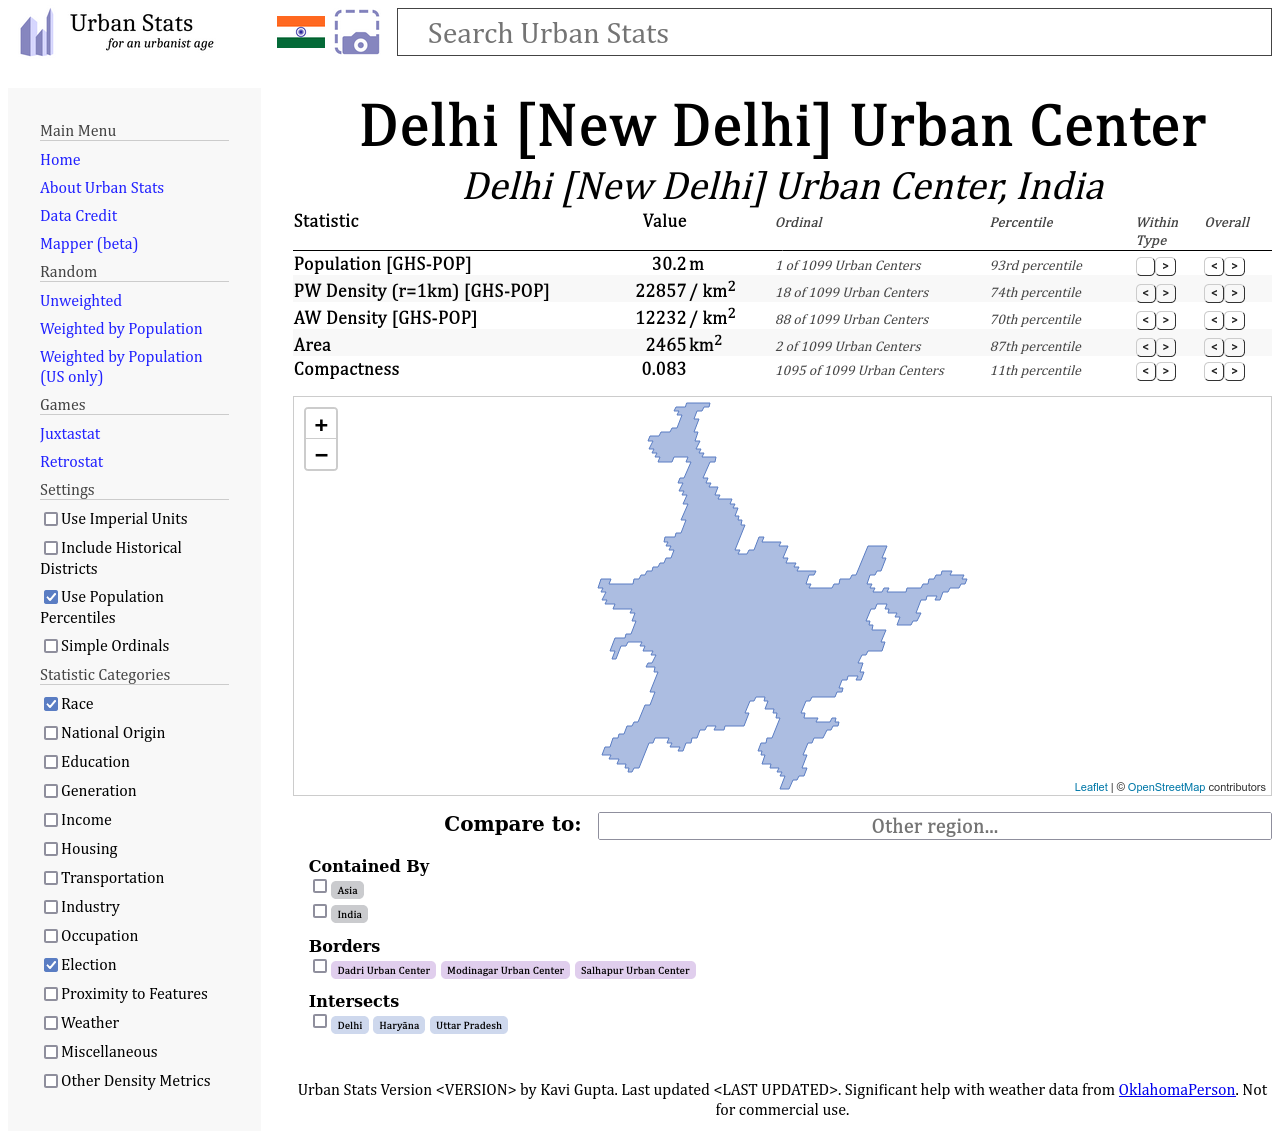 Urban Stats
for an urbanist age
Search Urban Stats
Main Menu
Home
About Urban Stats
Data Credit
Mapper (beta)
Random
Unweighted
Weighted by Population
Weighted by Population
(US only)
Games
Juxtastat
Retrostat
Settings
Use Imperial Units
Include Historical
Districts
Use Population
Percentiles
Simple Ordinals
Statistic Categories
Race
National Origin
Education
Generation
Income
Housing
Transportation
Industry
Occupation
Election
Proximity to Features
Weather
Miscellaneous
Other Density Metrics
Delhi [New Delhi] Urban Center
Delhi [New Delhi] Urban Center, India
Statistic Value Ordinal Percentile Within Type Overall
Population [GHS-POP] 30.2 m 1 of 1099 Urban Centers 93rd percentile > < >
PW Density (r=1km) [GHS-POP] 22857 / km² 18 of 1099 Urban Centers 74th percentile < > < >
AW Density [GHS-POP] 12232 / km² 88 of 1099 Urban Centers 70th percentile < > < >
Area 2465 km² 2 of 1099 Urban Centers 87th percentile < > < >
Compactness 0.083 1095 of 1099 Urban Centers 11th percentile < > < >
+
−
Leaflet | © OpenStreetMap contributors
Compare to: Other region...
Contained By
Asia
India
Borders
Dadri Urban Center Modinagar Urban Center Salhapur Urban Center
Intersects
Delhi Haryāna Uttar Pradesh
Urban Stats Version <VERSION> by Kavi Gupta. Last updated <LAST UPDATED>. Significant help with weather data from OklahomaPerson. Not
for commercial use.